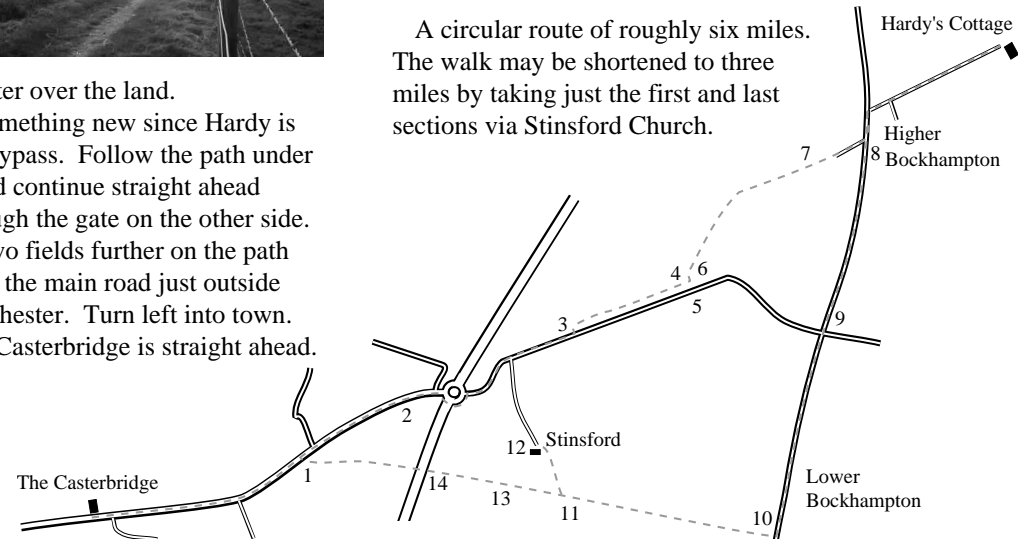 ter over the land.
mething new since Hardy is
ypass. Follow the path under
d continue straight ahead
ugh the gate on the other side.
vo fields further on the path
the main road just outside
hester. Turn left into town.
Casterbridge is straight ahead.
A circular route of roughly six miles.
The walk may be shortened to three
miles by taking just the first and last
sections via Stinsford Church.
Hardy's Cottage
Higher
Bockhampton
7
8
4
6
5
3
9
2
12
Stinsford
1
14
13
11
10
The Casterbridge
Lower
Bockhampton